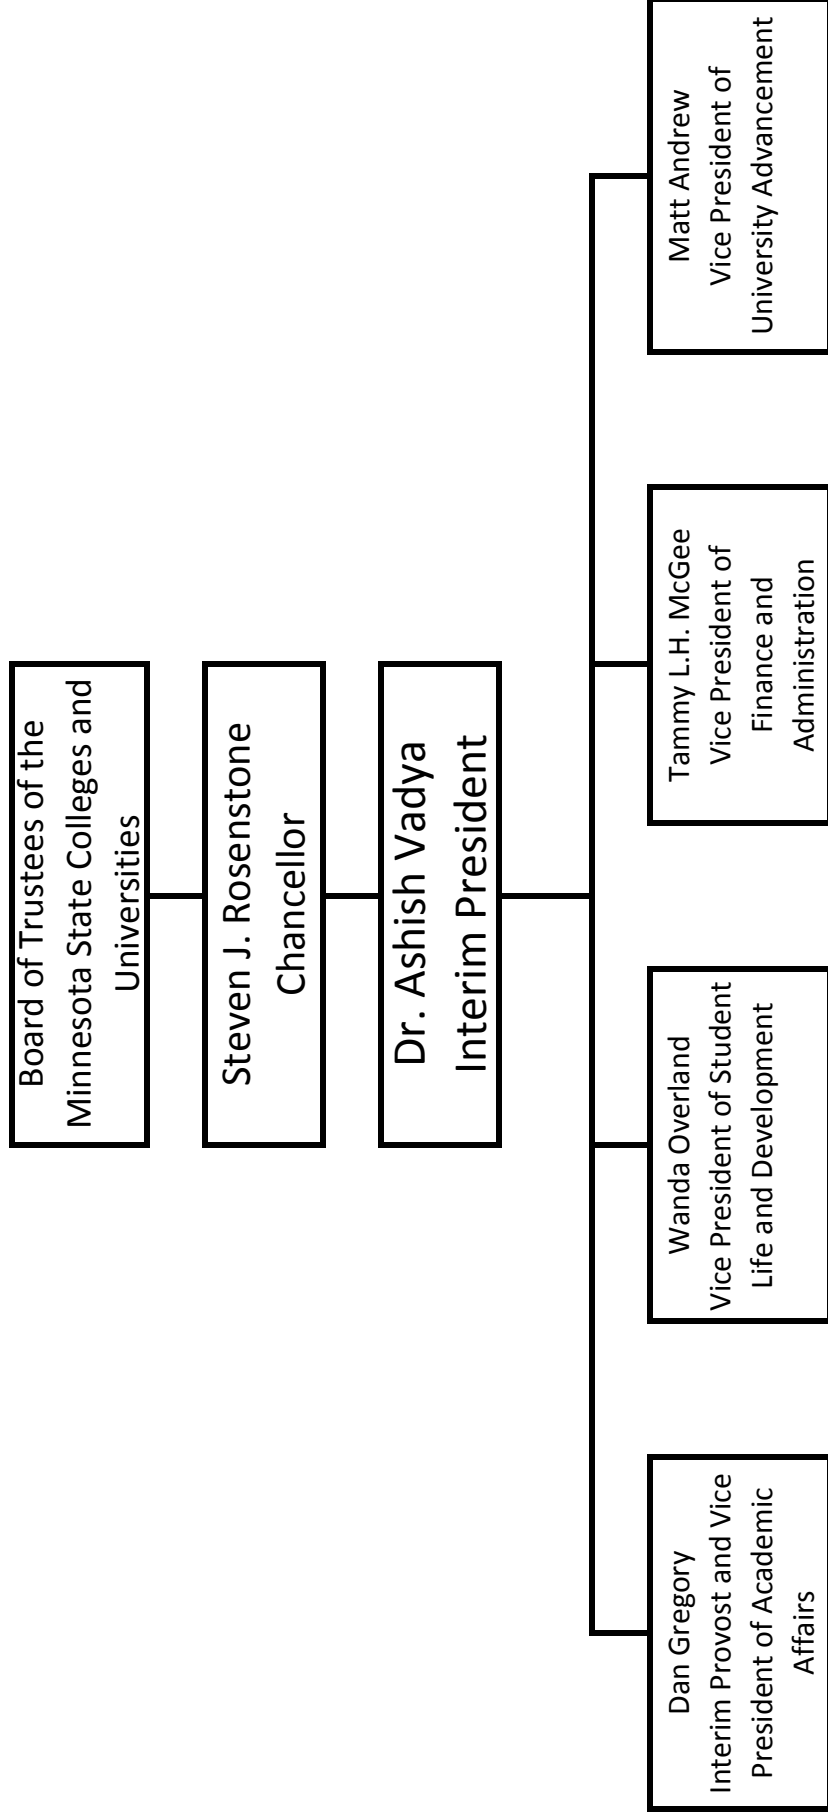 Board of Trustees of the
Minnesota State Colleges and
Universities
Steven J. Rosenstone
Chancellor
Dr. Ashish Vadya
Interim President
Dan Gregory
Interim Provost and Vice
President of Academic
Affairs
Wanda Overland
Vice President of Student
Life and Development
Tammy L.H. McGee
Vice President of
Finance and
Administration
Matt Andrew
Vice President of
University Advancement